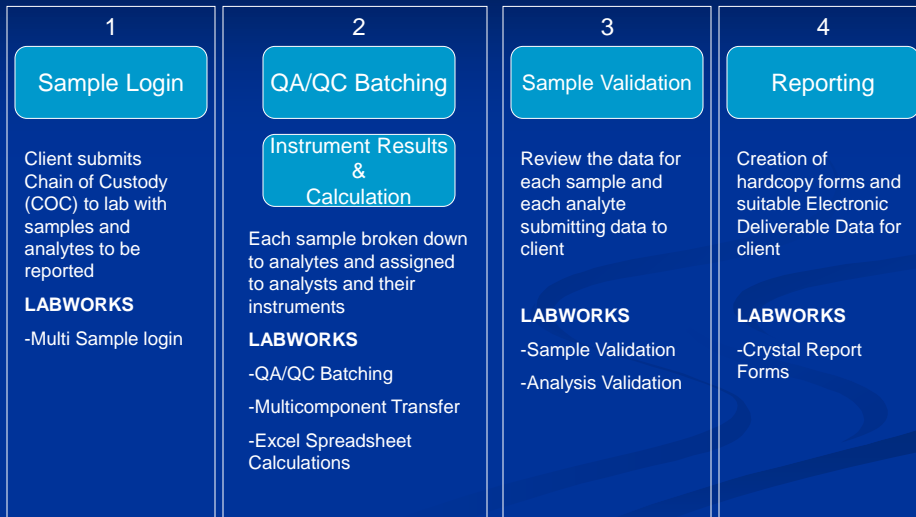 1
Sample Login
Client submits
Chain of Custody
(COC) to lab with
samples and
analytes to be
reported
LABWORKS
-Multi Sample login
2
QA/QC Batching
Instrument Results
&
Calculation
Each sample broken down
to analytes and assigned
to analysts and their
instruments
LABWORKS
-QA/QC Batching
-Multicomponent Transfer
-Excel Spreadsheet
Calculations
3
Sample Validation
Review the data for
each sample and
each analyte
submitting data to
client
LABWORKS
-Sample Validation
-Analysis Validation
4
Reporting
Creation of
hardcopy forms and
suitable Electronic
Deliverable Data for
client
LABWORKS
-Crystal Report
Forms